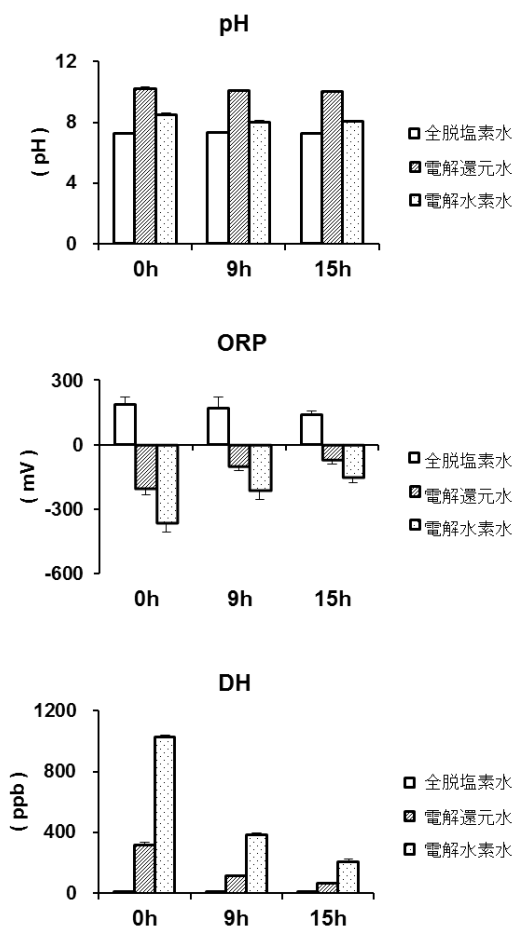 pH
( pH )
12
8
4
0
0h 9h 15h
全脱塩素水
電解還元水
電解水素水
ORP
( mV )
300
0
-300
-600
0h 9h 15h
全脱塩素水
電解還元水
電解水素水
DH
( ppb )
1200
800
400
0
0h 9h 15h
全脱塩素水
電解還元水
電解水素水